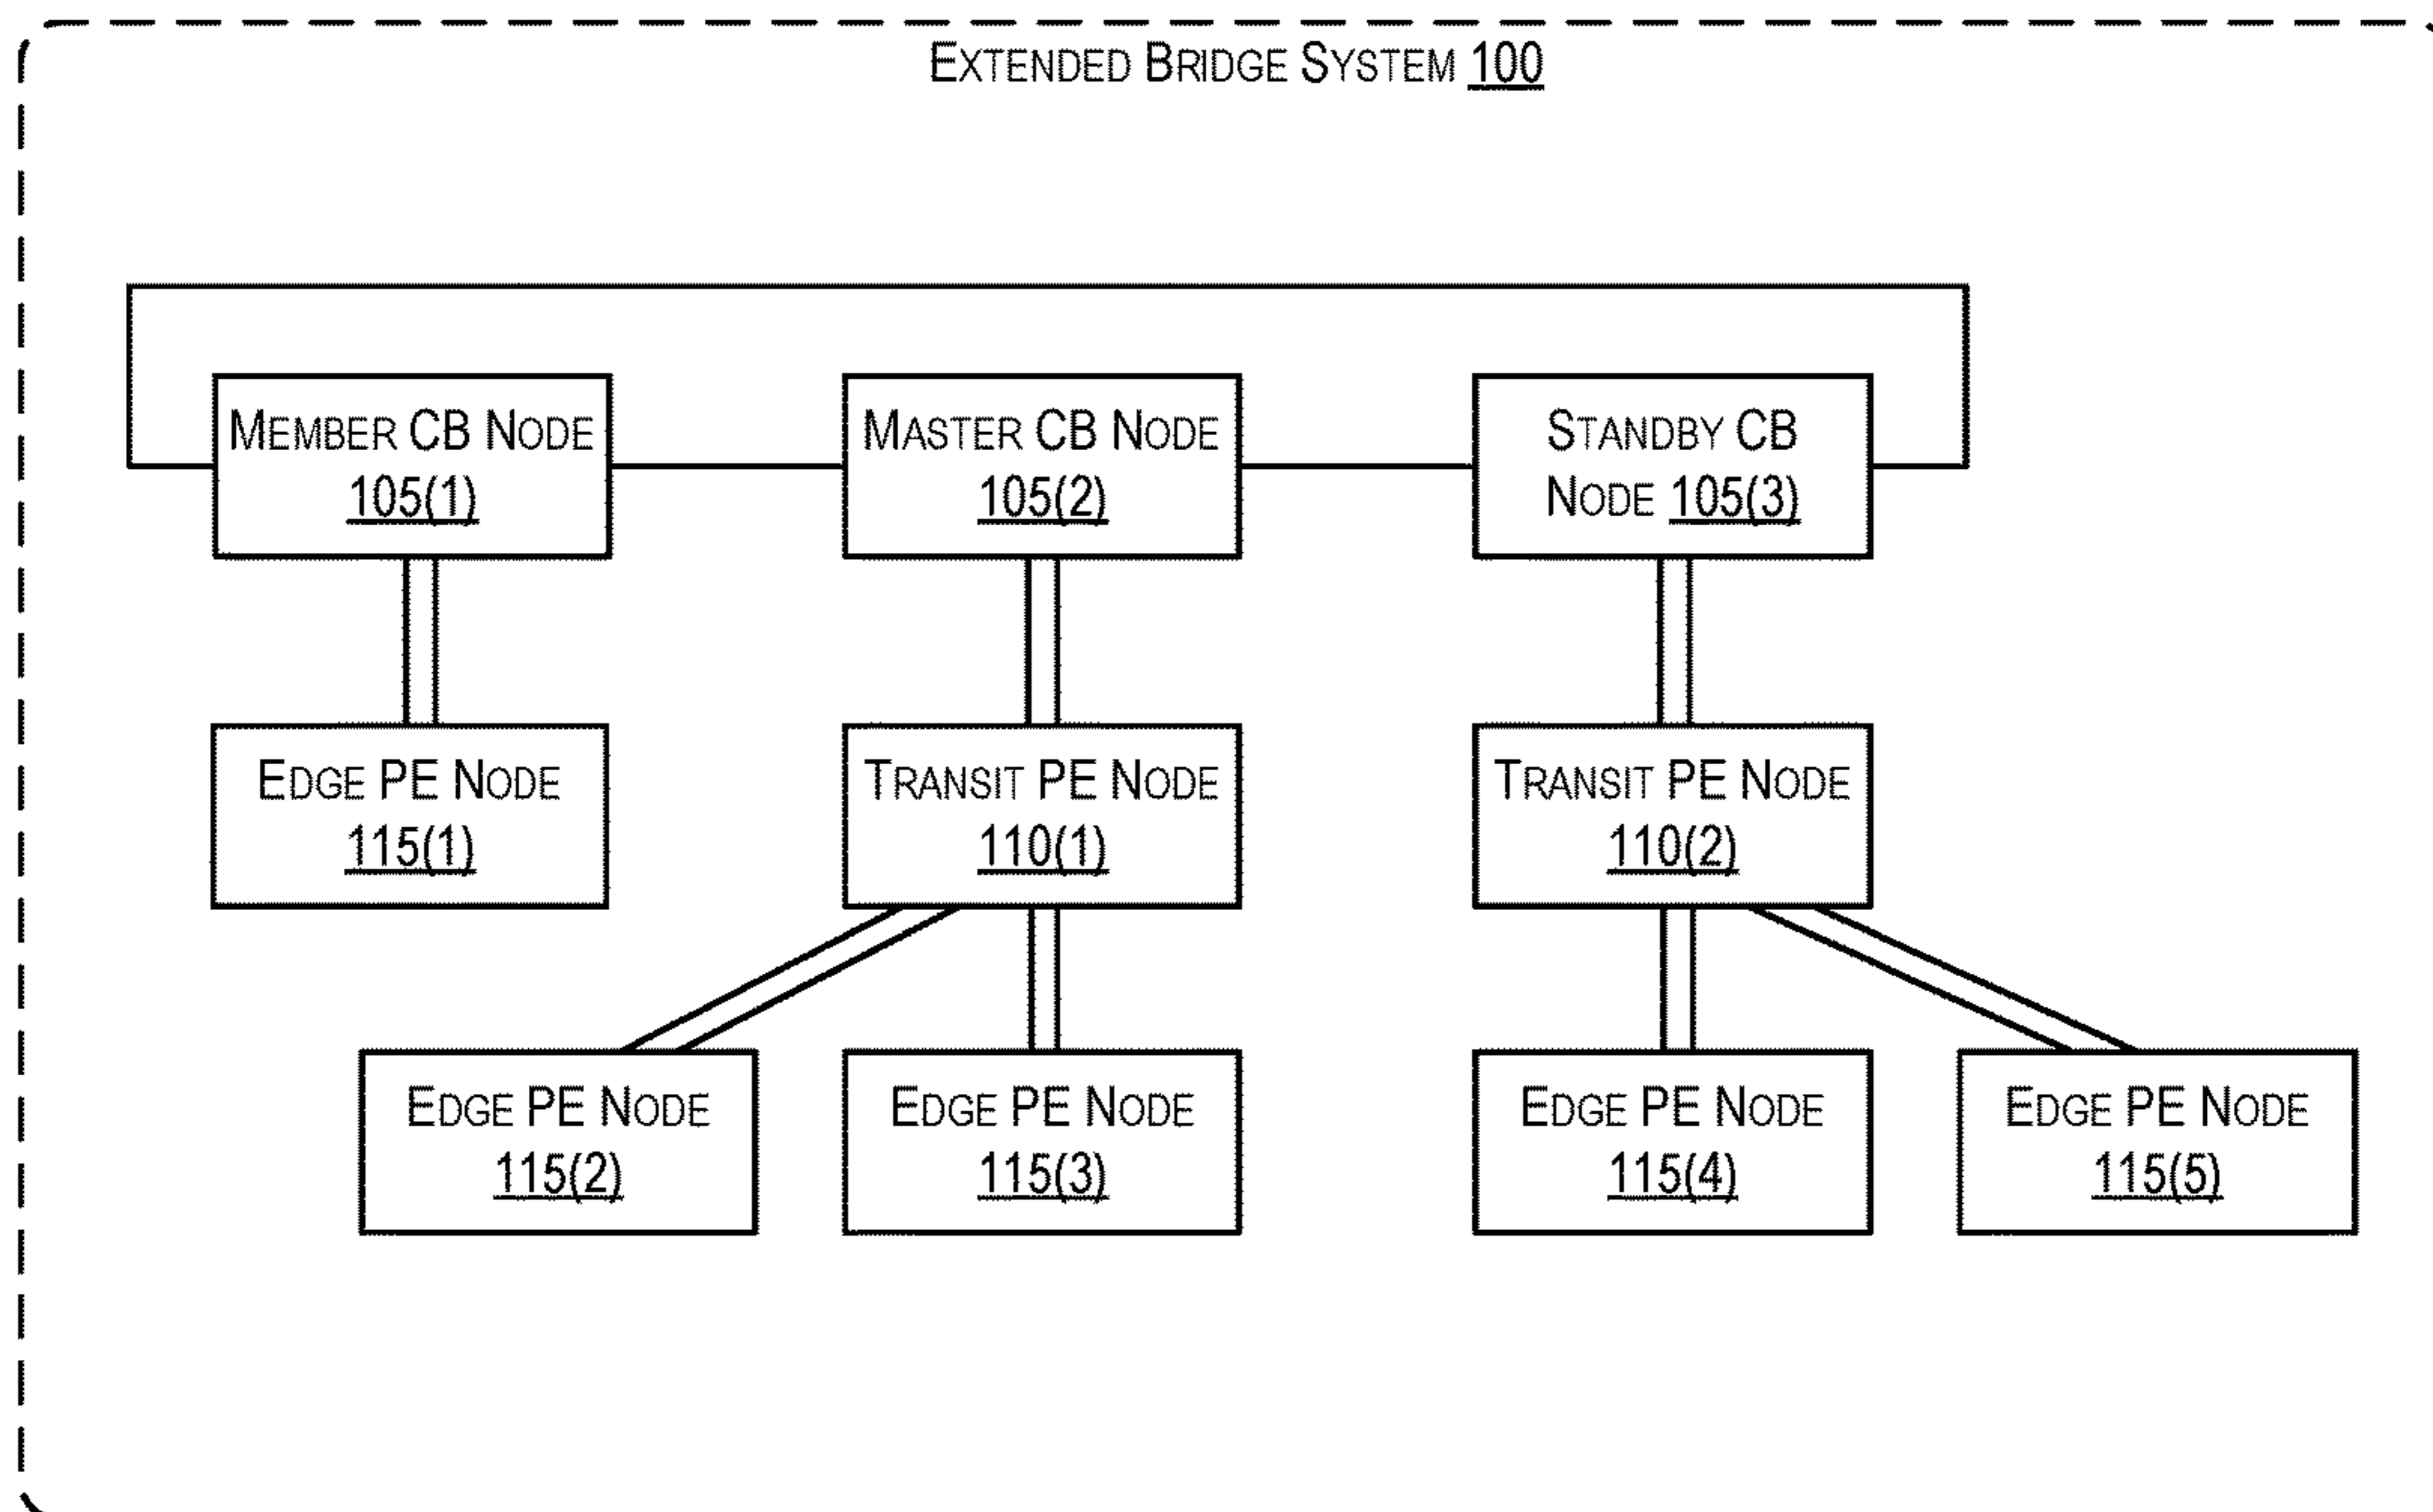 EXTENDED BRIDGE SYSTEM 100
MEMBER CB NODE
105(1)
MASTER CB NODE
105(2)
STANDBY CB
NODE 105(3)
EDGE PE NODE
115(1)
TRANSIT PE NODE
110(1)
TRANSIT PE NODE
110(2)
EDGE PE NODE
115(2)
EDGE PE NODE
115(3)
EDGE PE NODE
115(4)
EDGE PE NODE
115(5)